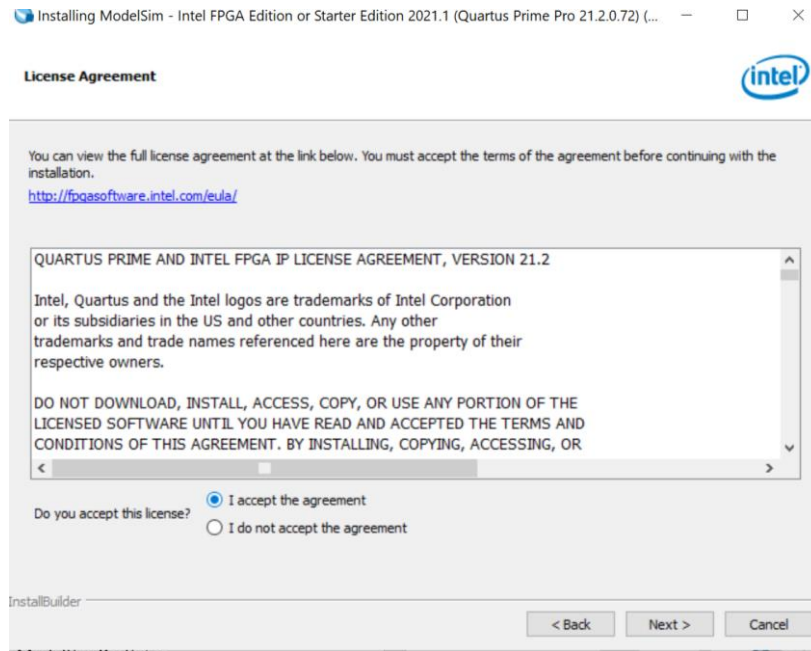 Installing ModelSim - Intel FPGA Edition or Starter Edition 2021.1 (Quartus Prime Pro 21.2.0.72) (...
License Agreement
intel
You can view the full license agreement at the link below. You must accept the terms of the agreement before continuing with the
installation.
http://fpgasoftware.intel.com/eula/
QUARTUS PRIME AND INTEL FPGA IP LICENSE AGREEMENT, VERSION 21.2
Intel, Quartus and the Intel logos are trademarks of Intel Corporation
or its subsidiaries in the US and other countries. Any other
trademarks and trade names referenced here are the property of their
respective owners.
DO NOT DOWNLOAD, INSTALL, ACCESS, COPY, OR USE ANY PORTION OF THE
LICENSED SOFTWARE UNTIL YOU HAVE READ AND ACCEPTED THE TERMS AND
CONDITIONS OF THIS AGREEMENT. BY INSTALLING, COPYING, ACCESSING, OR
Do you accept this license?
I accept the agreement
I do not accept the agreement
InstallBuilder
< Back
Next >
Cancel